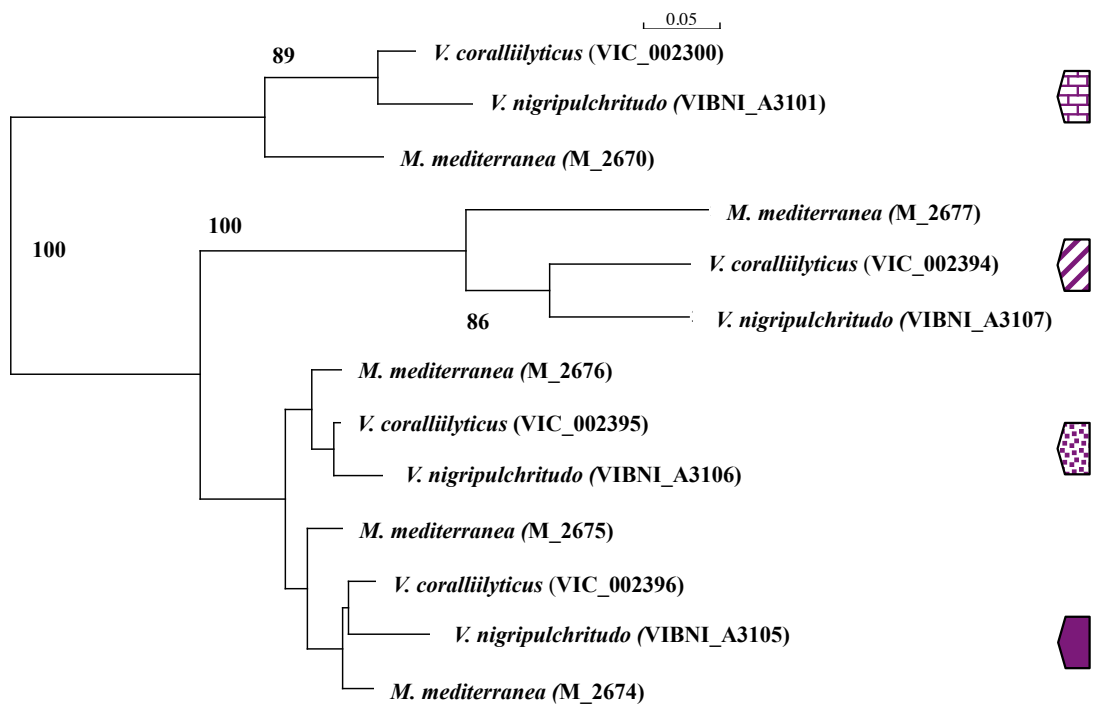 0.05
89
V. coralliilyticus (VIC_002300)
V. nigripulchritudo (VIBNI_A3101)
M. mediterranea (M_2670)
100
100
M. mediterranea (M_2677)
V. coralliilyticus (VIC_002394)
86
V. nigripulchritudo (VIBNI_A3107)
M. mediterranea (M_2676)
V. coralliilyticus (VIC_002395)
V. nigripulchritudo (VIBNI_A3106)
M. mediterranea (M_2675)
V. coralliilyticus (VIC_002396)
V. nigripulchritudo (VIBNI_A3105)
M. mediterranea (M_2674)